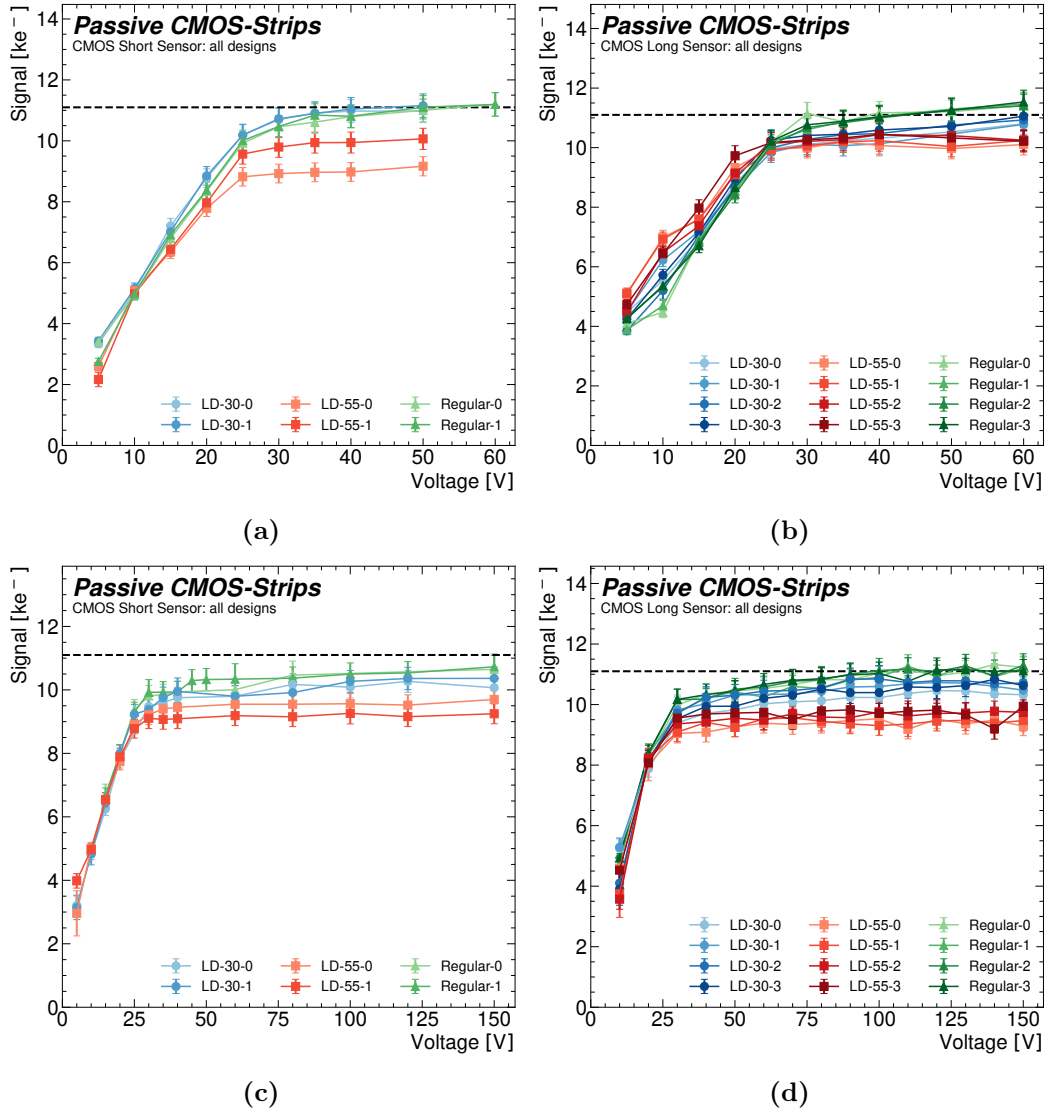 Passive CMOS-Strips
CMOS Short Sensor: all designs
Signal [ke⁻]
14
12
10
8
6
4
2
0
LD-30-0 LD-55-0 Regular-0
LD-30-1 LD-55-1 Regular-1
0 10 20 30 40 50 60
Voltage [V]
(a)
Passive CMOS-Strips
CMOS Long Sensor: all designs
Signal [ke⁻]
14
12
10
8
6
4
2
0
LD-30-0 LD-55-0 Regular-0
LD-30-1 LD-55-1 Regular-1
LD-30-2 LD-55-2 Regular-2
LD-30-3 LD-55-3 Regular-3
0 10 20 30 40 50 60
Voltage [V]
(b)
Passive CMOS-Strips
CMOS Short Sensor: all designs
Signal [ke⁻]
12
10
8
6
4
2
0
LD-30-0 LD-55-0 Regular-0
LD-30-1 LD-55-1 Regular-1
0 25 50 75 100 125 150
Voltage [V]
(c)
Passive CMOS-Strips
CMOS Long Sensor: all designs
Signal [ke⁻]
14
12
10
8
6
4
2
0
LD-30-0 LD-55-0 Regular-0
LD-30-1 LD-55-1 Regular-1
LD-30-2 LD-55-2 Regular-2
LD-30-3 LD-55-3 Regular-3
0 25 50 75 100 125 150
Voltage [V]
(d)